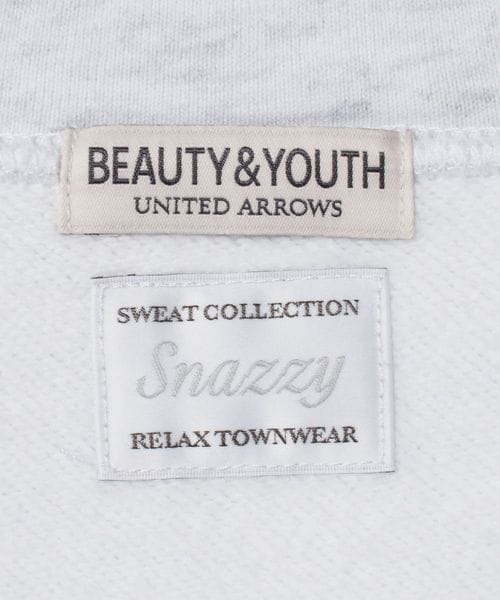 BEAUTY&YOUTH
UNITED ARROWS
SWEAT COLLECTION
Snazzy
RELAX TOWNWEAR